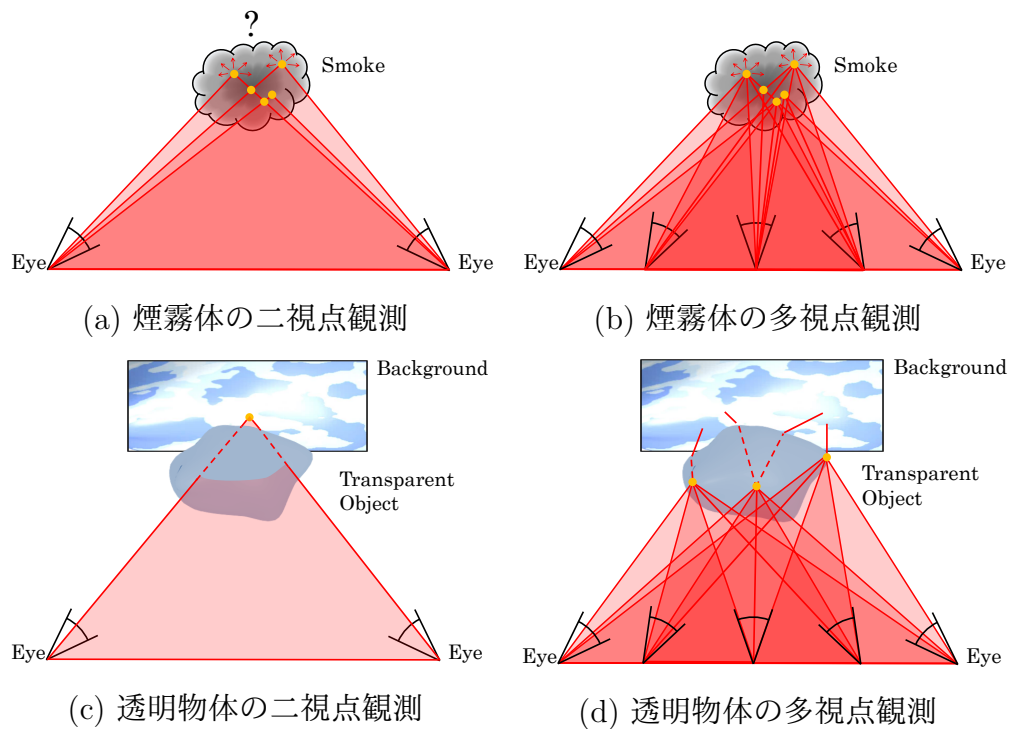 ?
Smoke
Eye
Eye
(a) 煙霧体の二視点観測
Smoke
Eye
Eye
(b) 煙霧体の多視点観測
Background
Transparent
Object
Eye
Eye
(c) 透明物体の二視点観測
Background
Transparent
Object
Eye
Eye
(d) 透明物体の多視点観測